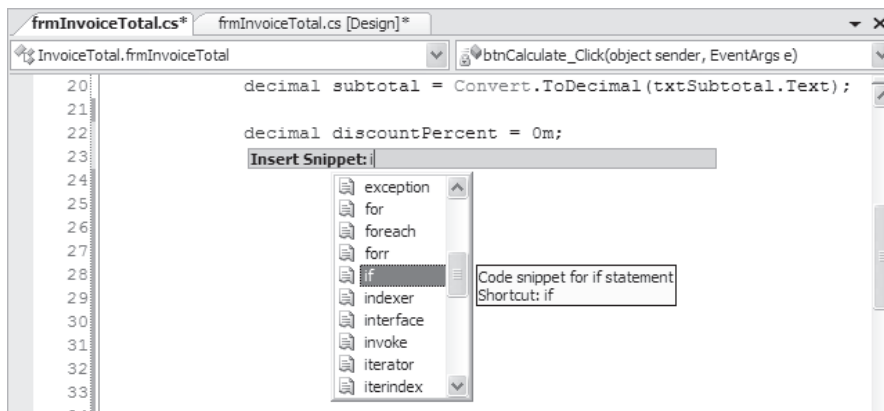 frmInvoiceTotal.cs* frmInvoiceTotal.cs [Design]*
InvoiceTotal.frmInvoiceTotal btnCalculate_Click(object sender, EventArgs e)
20 decimal subtotal = Convert.ToDecimal(txtSubtotal.Text);
21
22 decimal discountPercent = 0m;
23 Insert Snippet: i
24 exception
25 for
26 foreach
27 forr
28 if Code snippet for if statement
29 indexer Shortcut: if
30 interface
31 invoke
32 iterator
33 iterindex